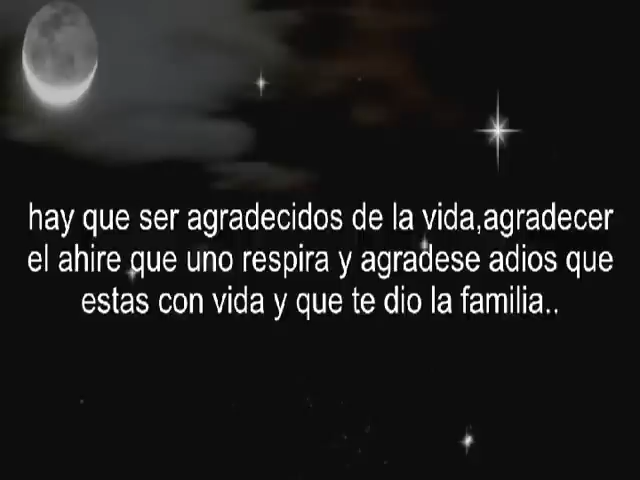 hay que ser agradecidos de la vida,agradecer
el ahire que uno respira y agradese adios que
estas con vida y que te dio la familia..